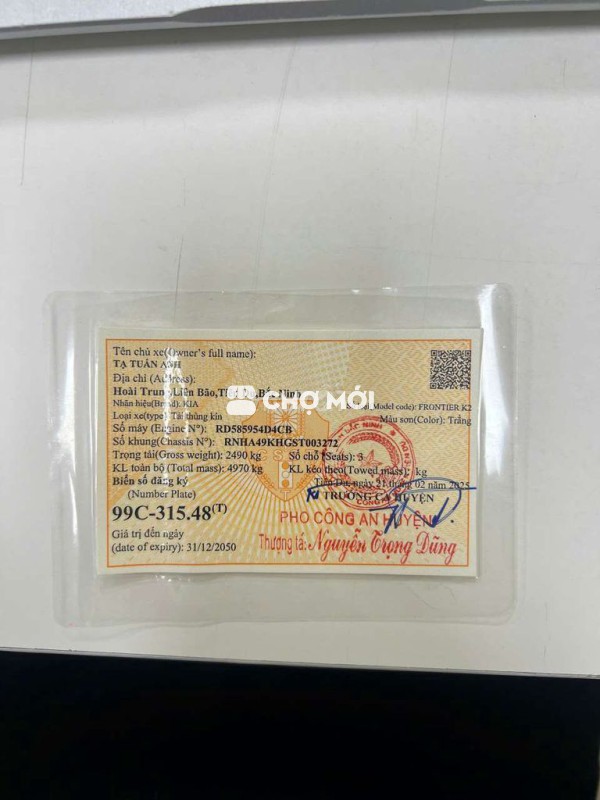 Tên chủ xe(Owner's full name):
TẠ TUẤN ANH
Địa chỉ (Address):
Hoài Trung,Liên Bão, Bắc Ninh
CHỢ MỚI
Nhãn hiệu(Brand): KIA
Model code): FRONTIER K2
Loại xe(type) Tải thùng kín
Màu sơn(Color): Trắng
Số máy (Engine N°): RD585954D4CB
Số khung(Chassis N°): RNHA49KHGST003272
Trọng tải(Gross weight): 2490 kg
Số chỗ (Seats): 3
KL toàn bộ (Total mass): 4970 kg
KL kéo theo(Towed mass): kg
Biển số đăng ký
Tiên Du, ngày 21 tháng 02 năm 2025
(Number Plate)
TRƯỞNG CA HUYỆN
99C-315.48(T)
PHÓ CÔNG AN HUYỆN
Giá trị đến ngày
(date of expiry): 31/12/2050
Thượng tá: Nguyễn Trọng Dũng